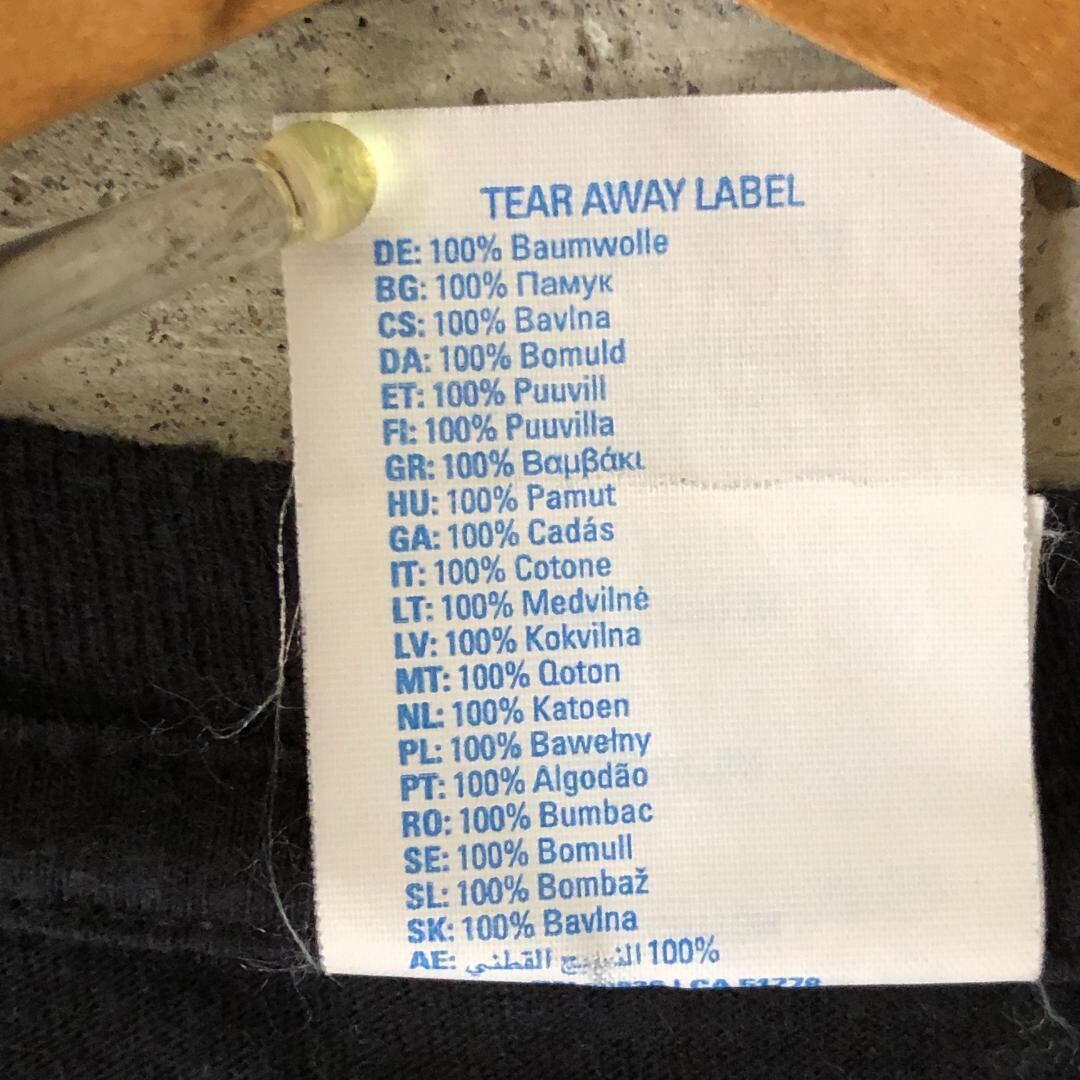 TEAR AWAY LABEL
DE: 100% Baumwolle
BG: 100% Памук
CS: 100% Bavlna
DA: 100% Bomuld
ET: 100% Puuvill
FI: 100% Puuvilla
GR: 100% Βαμβάκι
HU: 100% Pamut
GA: 100% Cadás
IT: 100% Cotone
LT: 100% Medvilnė
LV: 100% Kokvilna
MT: 100% Qoton
NL: 100% Katoen
PL: 100% Bawełny
PT: 100% Algodão
RO: 100% Bumbac
SE: 100% Bomull
SL: 100% Bombaž
SK: 100% Bavlna
AE: 100% القطني
CA